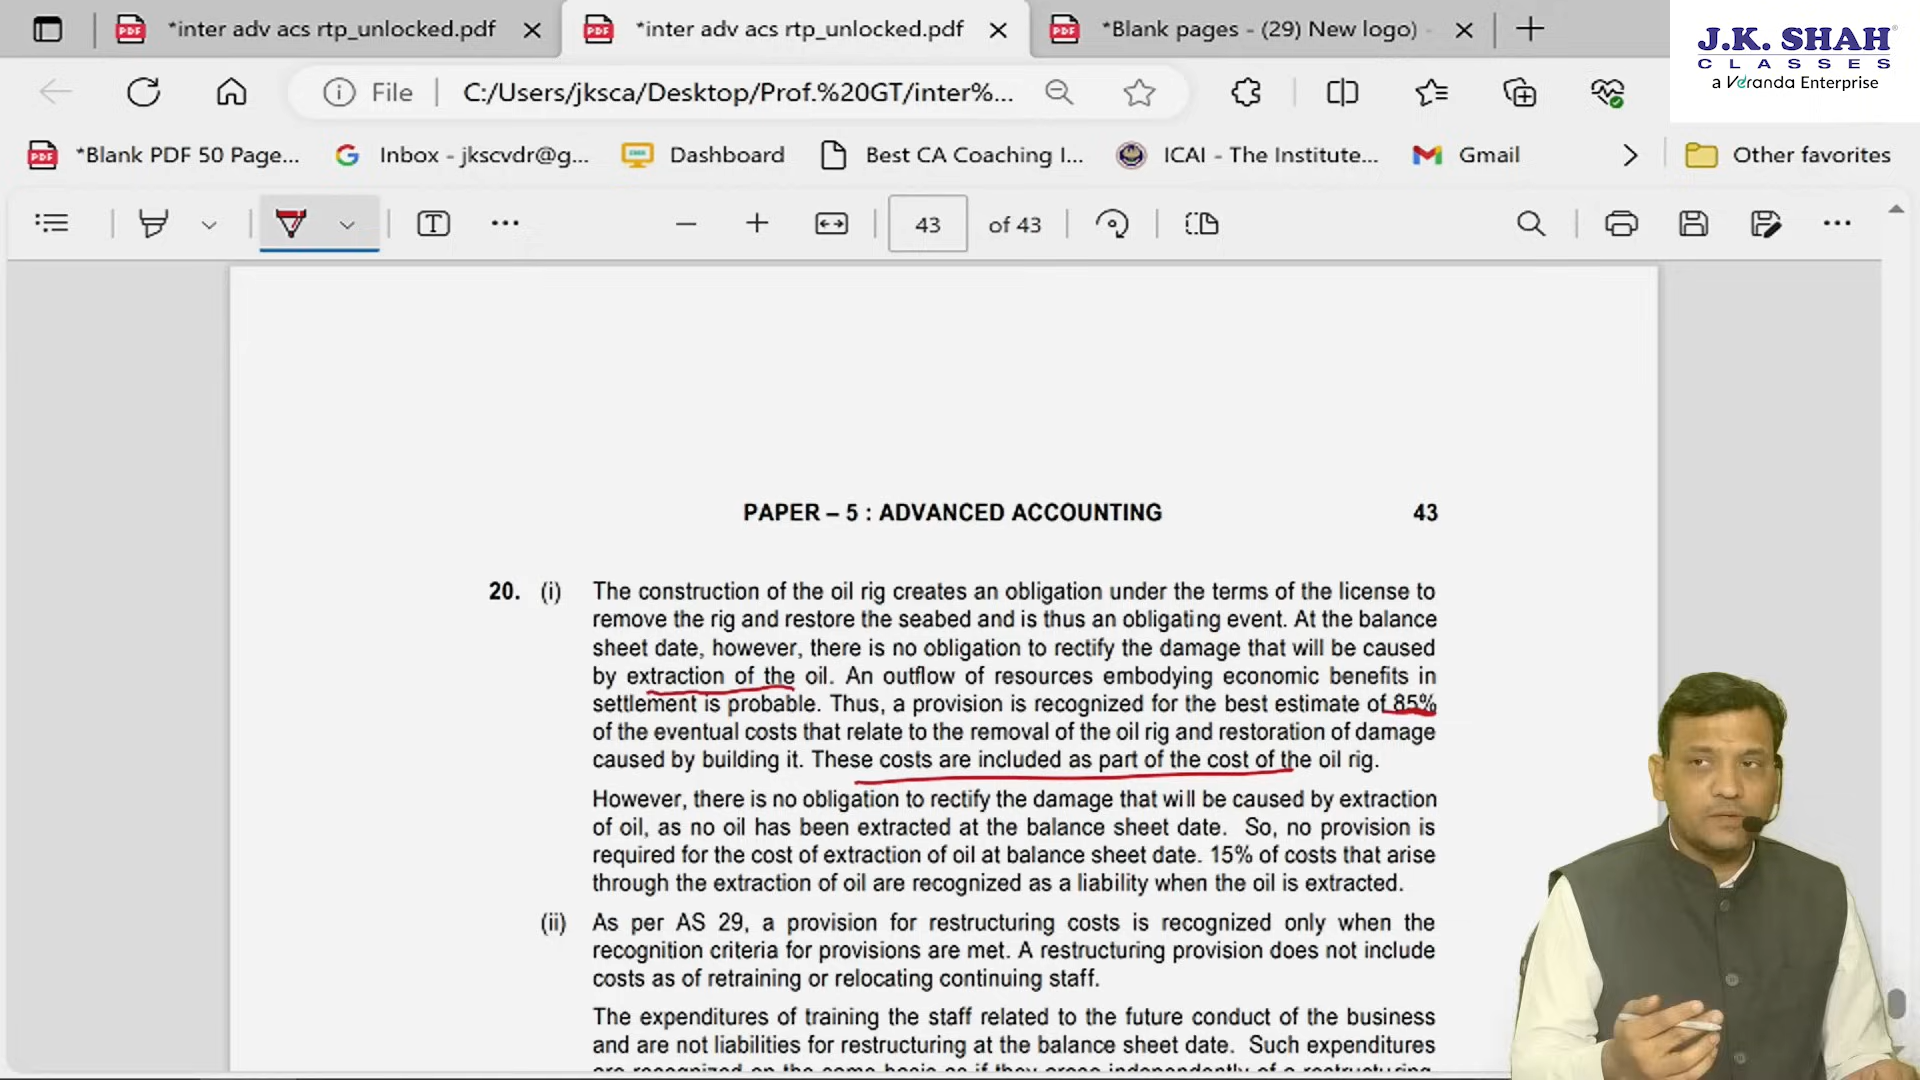 *inter adv acs rtp_unlocked.pdf
*inter adv acs rtp_unlocked.pdf
*Blank pages - (29) New logo) -
J.K. SHAH®
CLASSES
a Veranda Enterprise
File
C:/Users/jksca/Desktop/Prof.%20GT/inter%...
*Blank PDF 50 Page...
Inbox - jkscvdr@g...
Dashboard
Best CA Coaching I...
ICAI - The Institute...
Gmail
Other favorites
43 of 43
PAPER – 5 : ADVANCED ACCOUNTING 43
20. (i) The construction of the oil rig creates an obligation under the terms of the license to
remove the rig and restore the seabed and is thus an obligating event. At the balance
sheet date, however, there is no obligation to rectify the damage that will be caused
by extraction of the oil. An outflow of resources embodying economic benefits in
settlement is probable. Thus, a provision is recognized for the best estimate of 85%
of the eventual costs that relate to the removal of the oil rig and restoration of damage
caused by building it. These costs are included as part of the cost of the oil rig.
However, there is no obligation to rectify the damage that will be caused by extraction
of oil, as no oil has been extracted at the balance sheet date. So, no provision is
required for the cost of extraction of oil at balance sheet date. 15% of costs that arise
through the extraction of oil are recognized as a liability when the oil is extracted.
(ii) As per AS 29, a provision for restructuring costs is recognized only when the
recognition criteria for provisions are met. A restructuring provision does not include
costs as of retraining or relocating continuing staff.
The expenditures of training the staff related to the future conduct of the business
and are not liabilities for restructuring at the balance sheet date. Such expenditures
are recognized on the same basis as if they arose independently of a restructuring.